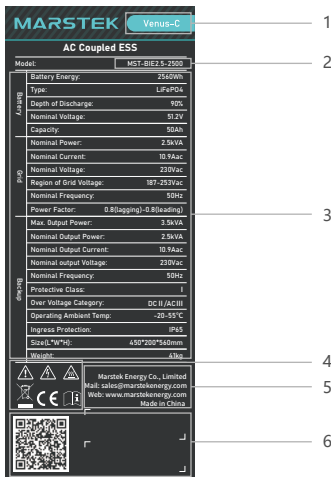 MARSTEK Venus-C 1
AC Coupled ESS
Model: MST-BIE2.5-2500 2
Battery
Battery Energy: 2560Wh
Type: LiFePO4
Depth of Discharge: 90%
Nominal Voltage: 51.2V
Capacity: 50Ah
Grid
Nominal Power: 2.5kVA
Nominal Current: 10.9Aac
Nominal Voltage: 230Vac
Region of Grid Voltage: 187-253Vac
Nominal Frequency: 50Hz
Power Factor: 0.8(lagging)-0.8(leading)
3
Backup
Max. Output Power: 3.5kVA
Nominal Output Power: 2.5kVA
Nominal Output Current: 10.9Aac
Nominal output Voltage: 230Vac
Nominal Frequency: 50Hz
Protective Class: I
Over Voltage Category: DC II/AC III
Operating Ambient Temp: -20-55°C
Ingress Protection: IP65
Size(L*W*H): 450*200*560mm
Weight: 41kg
4
CE
Marstek Energy Co., Limited
Mail: sales@marstekenergy.com
Web: www.marstekenergy.com
Made in China
5
6